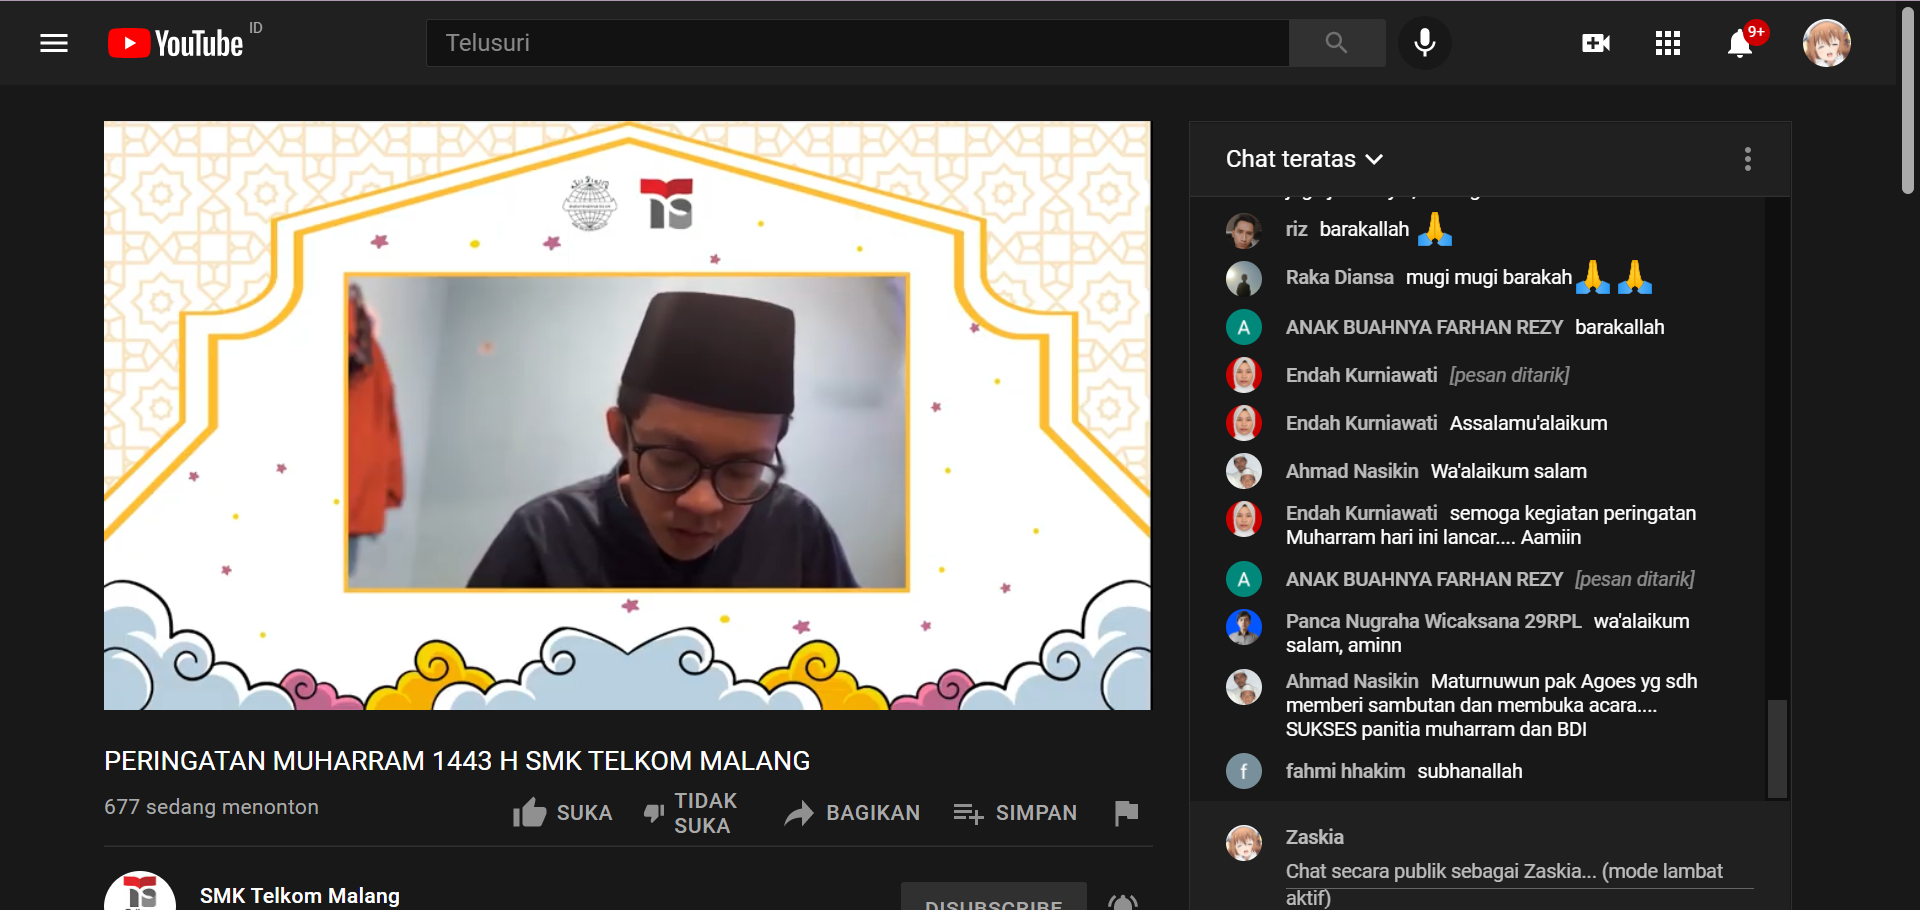 YouTube ID
Telusuri
9+
Chat teratas
riz barakallah 🙏
Raka Diansa mugi mugi barakah🙏🙏
A
ANAK BUAHNYA FARHAN REZY barakallah
Endah Kurniawati [pesan ditarik]
Endah Kurniawati Assalamu'alaikum
Ahmad Nasikin Wa'alaikum salam
Endah Kurniawati semoga kegiatan peringatan
Muharram hari ini lancar.... Aamiin
A
ANAK BUAHNYA FARHAN REZY [pesan ditarik]
Panca Nugraha Wicaksana 29RPL wa'alaikum
salam, aminn
Ahmad Nasikin Maturnuwun pak Agoes yg sdh
memberi sambutan dan membuka acara....
SUKSES panitia muharram dan BDI
f
fahmi hhakim subhanallah
Zaskia
Chat secara publik sebagai Zaskia... (mode lambat
aktif)
PERINGATAN MUHARRAM 1443 H SMK TELKOM MALANG
677 sedang menonton
SUKA
TIDAK
SUKA
BAGIKAN
SIMPAN
SMK Telkom Malang
DISUBSCRIBE